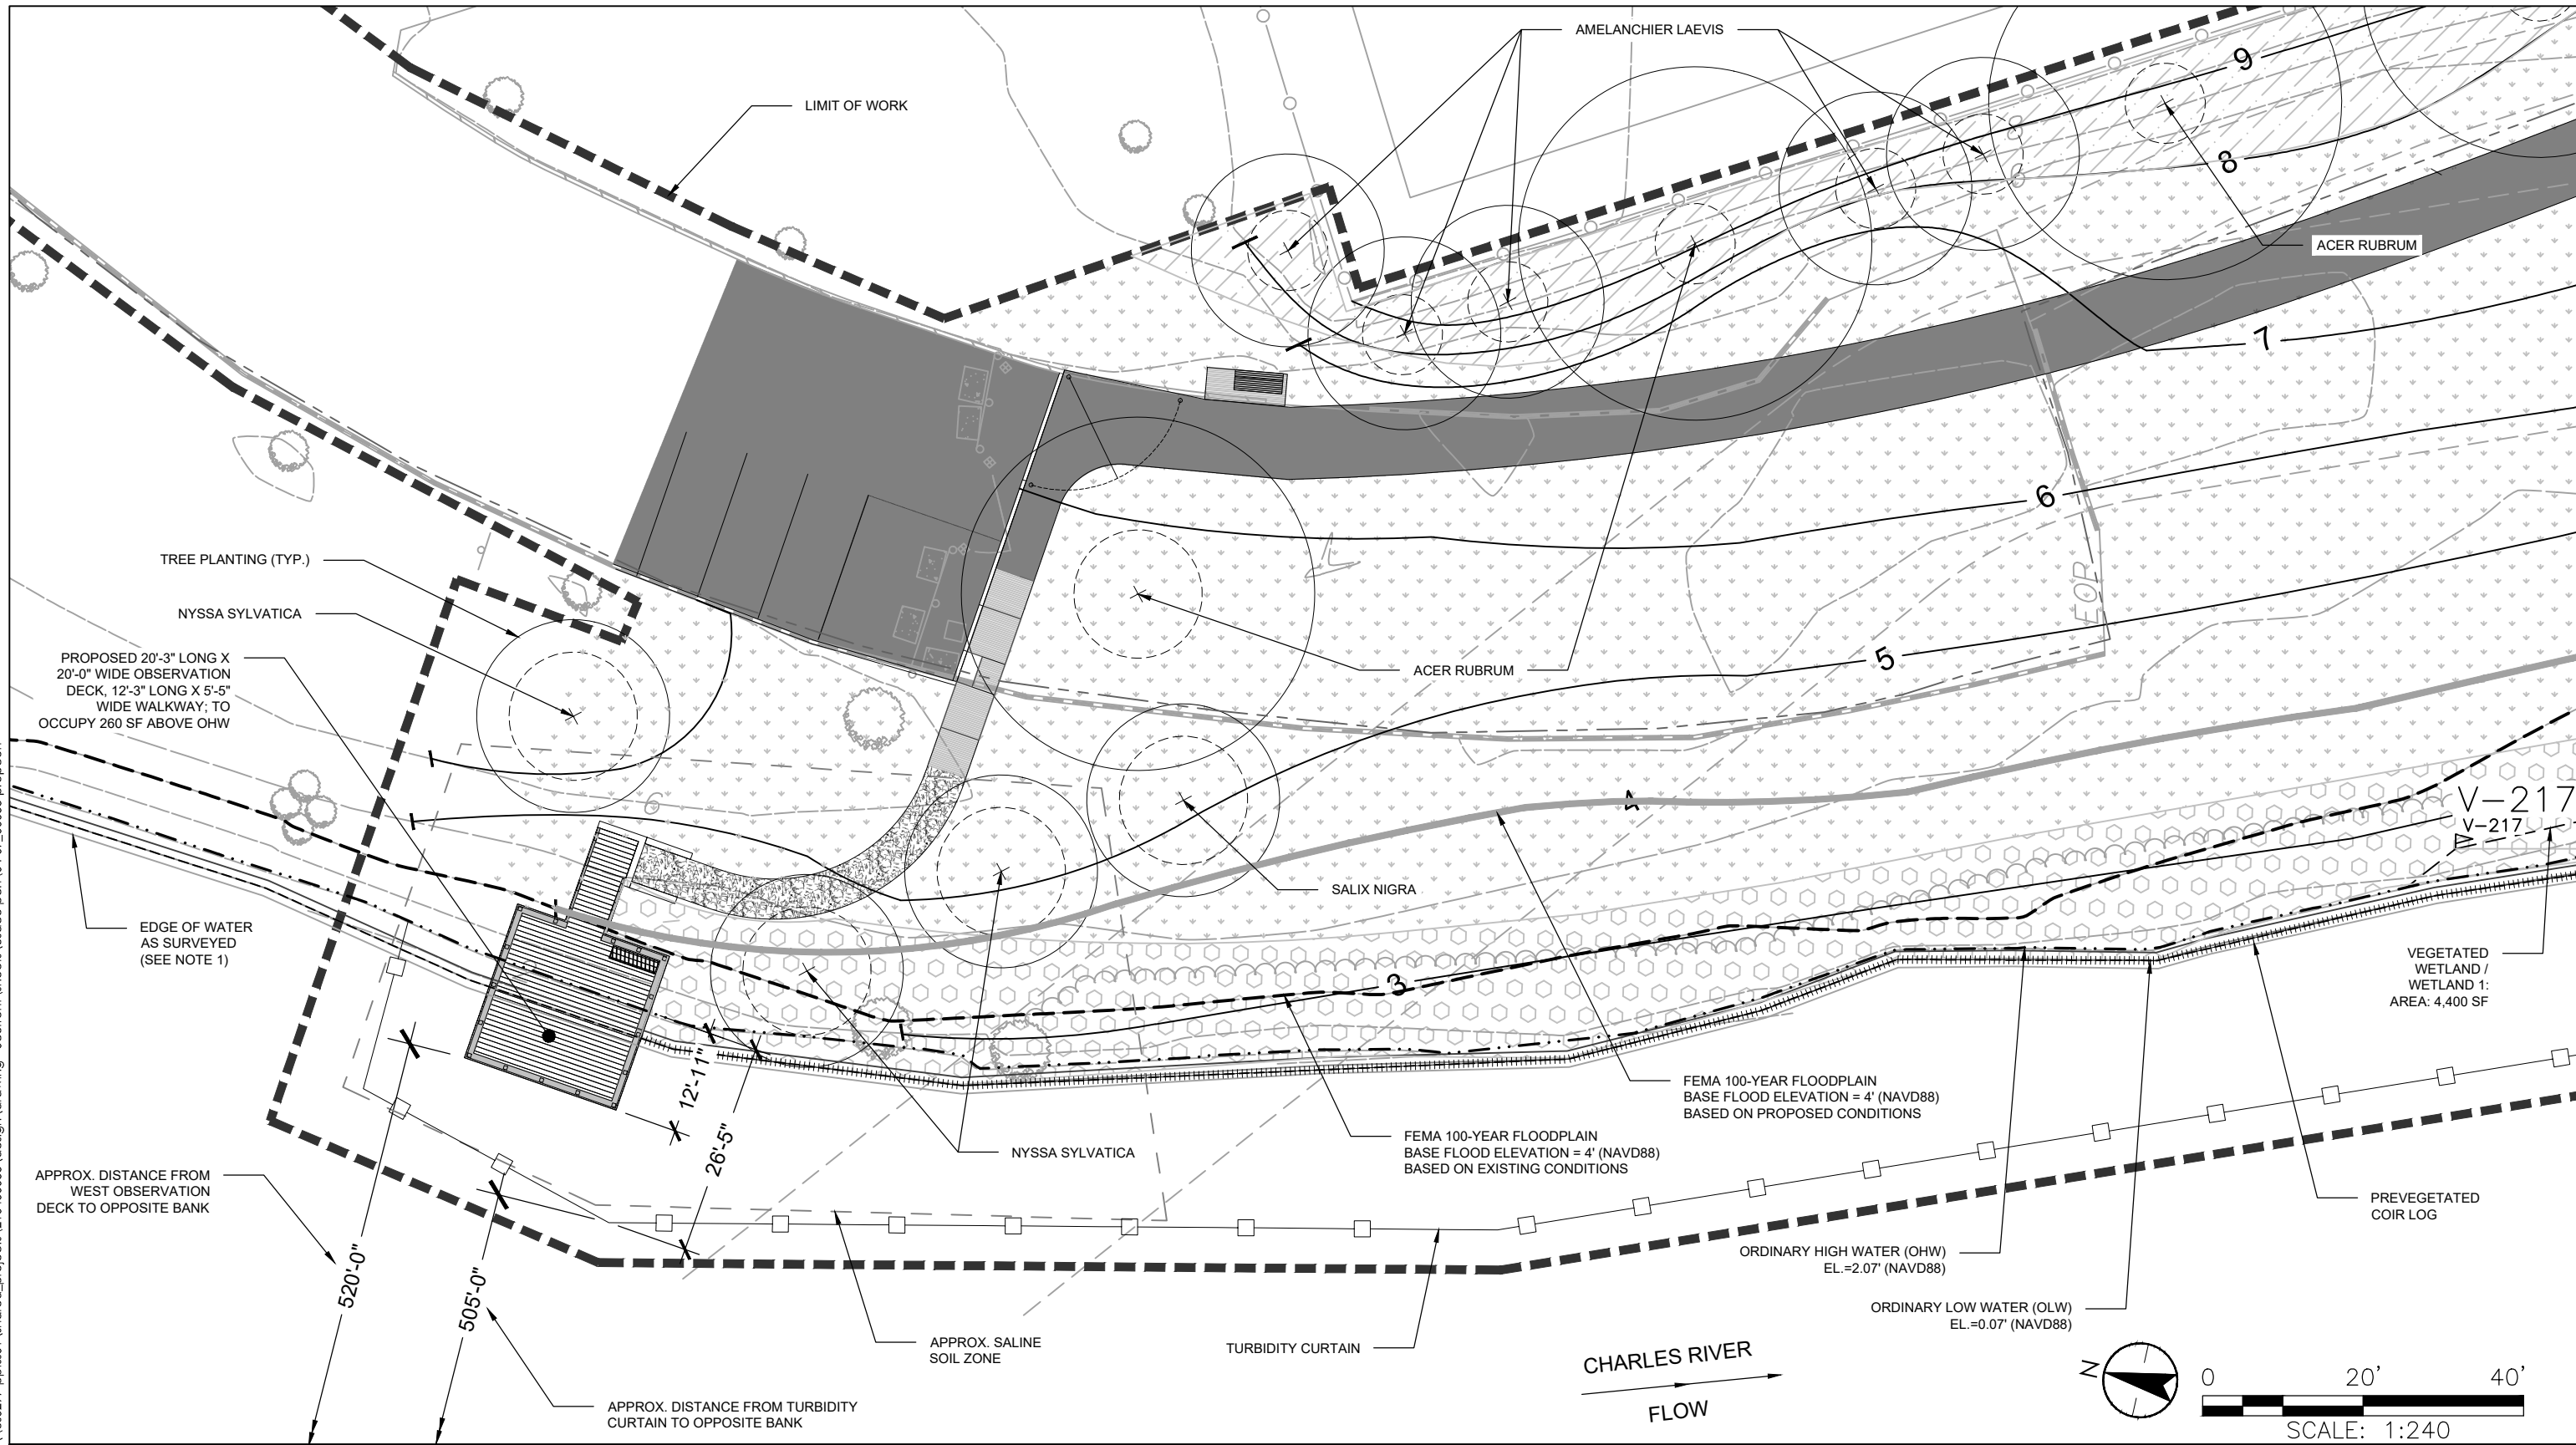 AMELANCHIER LAEVIS
LIMIT OF WORK
9
8
8
ACER RUBRUM
7
6
EOP
5
TREE PLANTING (TYP.)
NYSSA SYLVATICA
PROPOSED 20'-3" LONG X
20'-0" WIDE OBSERVATION
DECK, 12'-3" LONG X 5'-5"
WIDE WALKWAY; TO
OCCUPY 260 SF ABOVE OHW
ACER RUBRUM
6
4
V-217
V-217
SALIX NIGRA
EDGE OF WATER
AS SURVEYED
(SEE NOTE 1)
3
VEGETATED
WETLAND /
WETLAND 1:
AREA: 4,400 SF
12'-11"
26'-5"
FEMA 100-YEAR FLOODPLAIN
BASE FLOOD ELEVATION = 4' (NAVD88)
BASED ON PROPOSED CONDITIONS
FEMA 100-YEAR FLOODPLAIN
BASE FLOOD ELEVATION = 4' (NAVD88)
BASED ON EXISTING CONDITIONS
NYSSA SYLVATICA
APPROX. DISTANCE FROM
WEST OBSERVATION
DECK TO OPPOSITE BANK
PREVEGETATED
COIR LOG
520'-0"
505'-0"
ORDINARY HIGH WATER (OHW)
EL.=2.07' (NAVD88)
ORDINARY LOW WATER (OLW)
EL.=0.07' (NAVD88)
APPROX. SALINE
SOIL ZONE
TURBIDITY CURTAIN
CHARLES RIVER
FLOW
APPROX. DISTANCE FROM TURBIDITY
CURTAIN TO OPPOSITE BANK
N
0 20' 40'
SCALE: 1:240